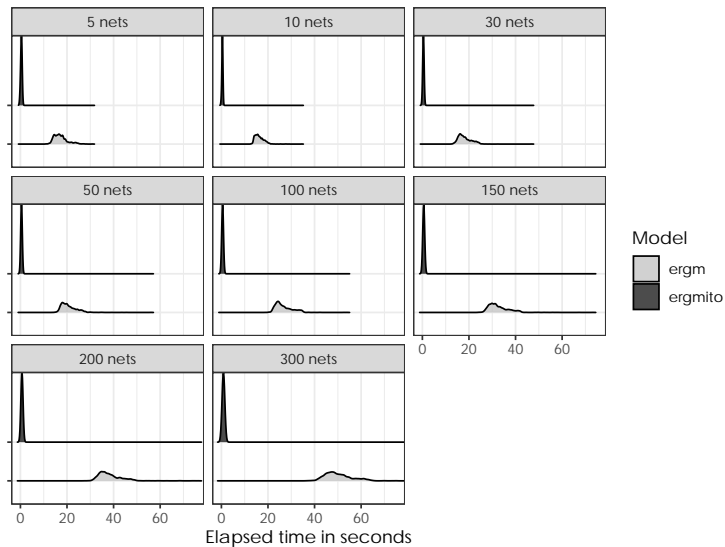 5 nets
10 nets
30 nets
50 nets
100 nets
150 nets
0 20 40 60
200 nets
300 nets
0 20 40 60
0 20 40 60
Elapsed time in seconds
Model
ergm
ergmito